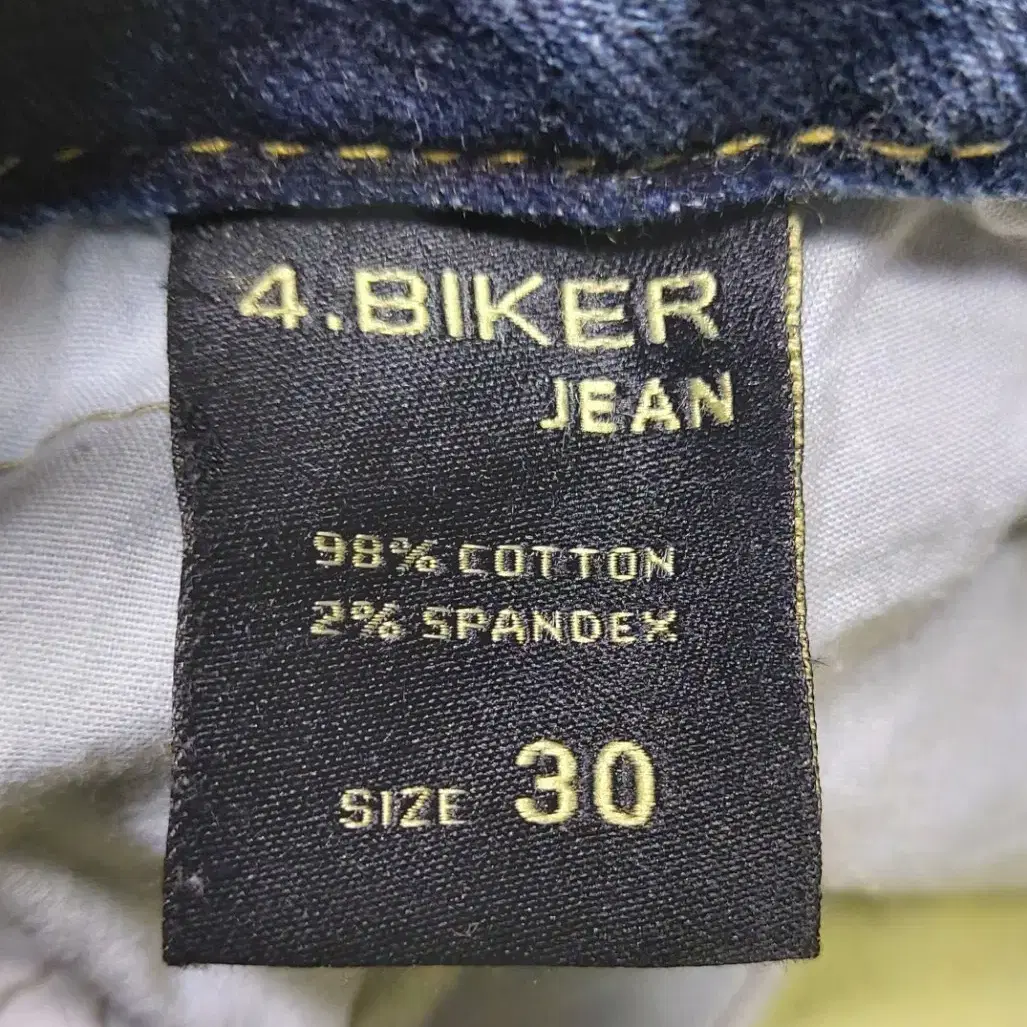 4.BIKER
JEAN
98% COTTON
2% SPANDEX
SIZE 30